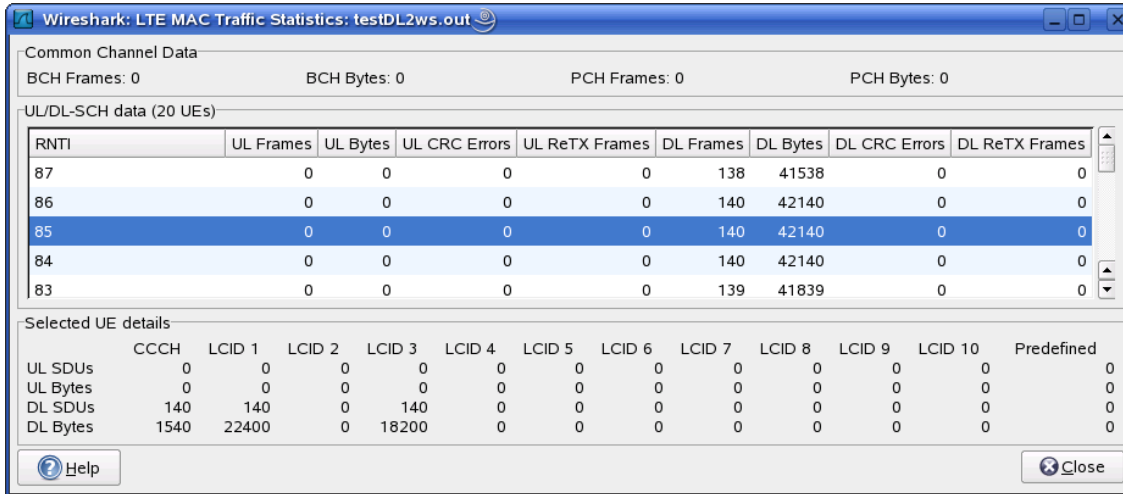 Wireshark: LTE MAC Traffic Statistics: testDL2ws.out
Common Channel Data
BCH Frames: 0 BCH Bytes: 0 PCH Frames: 0 PCH Bytes: 0
UL/DL-SCH data (20 UEs)
RNTI UL Frames UL Bytes UL CRC Errors UL ReTX Frames DL Frames DL Bytes DL CRC Errors DL ReTX Frames
87 0 0 0 0 138 41538 0 0
86 0 0 0 0 140 42140 0 0
85 0 0 0 0 140 42140 0 0
84 0 0 0 0 140 42140 0 0
83 0 0 0 0 139 41839 0 0
Selected UE details
CCCH LCID 1 LCID 2 LCID 3 LCID 4 LCID 5 LCID 6 LCID 7 LCID 8 LCID 9 LCID 10 Predefined
UL SDUs 0 0 0 0 0 0 0 0 0 0 0 0
UL Bytes 0 0 0 0 0 0 0 0 0 0 0 0
DL SDUs 140 140 0 140 0 0 0 0 0 0 0 0
DL Bytes 1540 22400 0 18200 0 0 0 0 0 0 0 0
Help Close